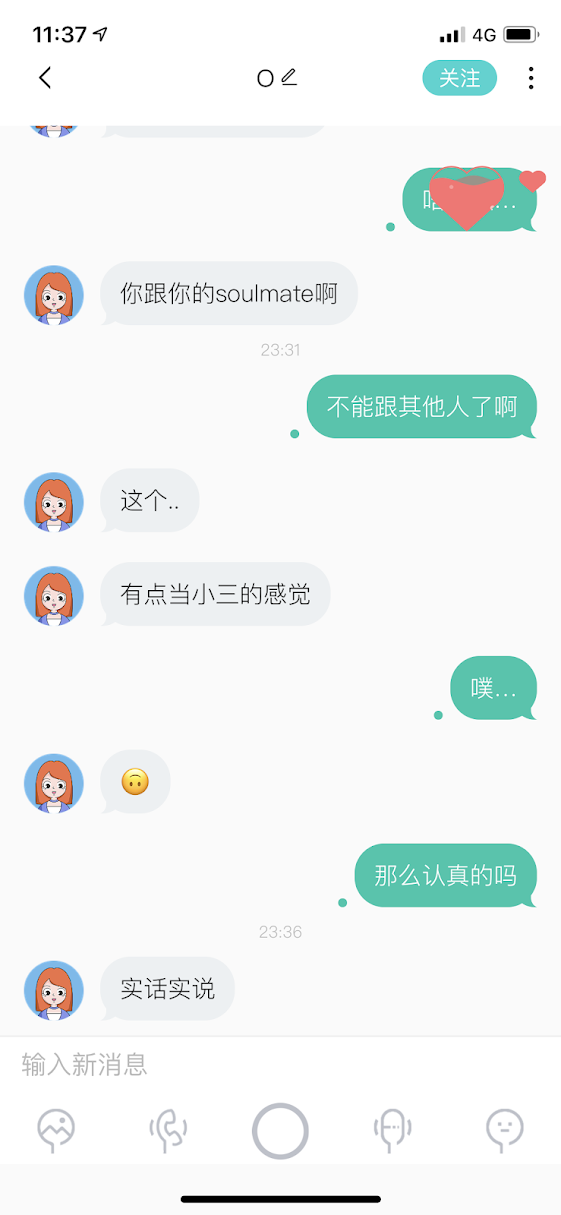 11:37
4G
O
关注
你跟你的soulmate啊
23:31
不能跟其他人了啊
这个..
有点当小三的感觉
噗...
🙃
那么认真的吗
23:36
实话实说
输入新消息